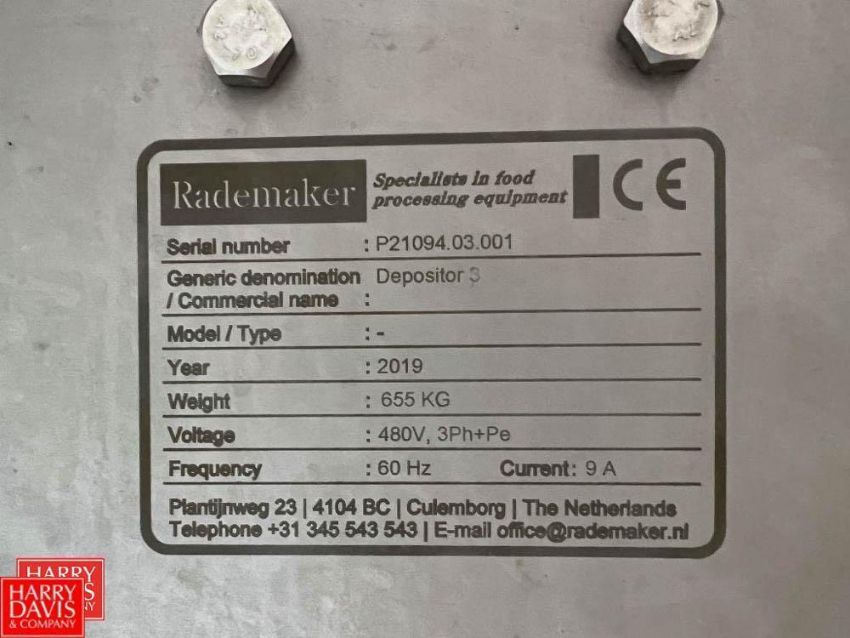 Rademaker
Specialists in food
processing equipment
CE
Serial number : P21094.03.001
Generic denomination Depositor 3
/ Commercial name :
Model / Type : -
Year : 2019
Weight : 655 KG
Voltage : 480V, 3Ph+Pe
Frequency : 60 Hz Current: 9 A
Plantijnweg 23 | 4104 BC | Culemborg | The Netherlands
Telephone +31 345 543 543 | E-mail office@rademaker.nl
HARRY
HARRY
DAVIS
& COMPANY